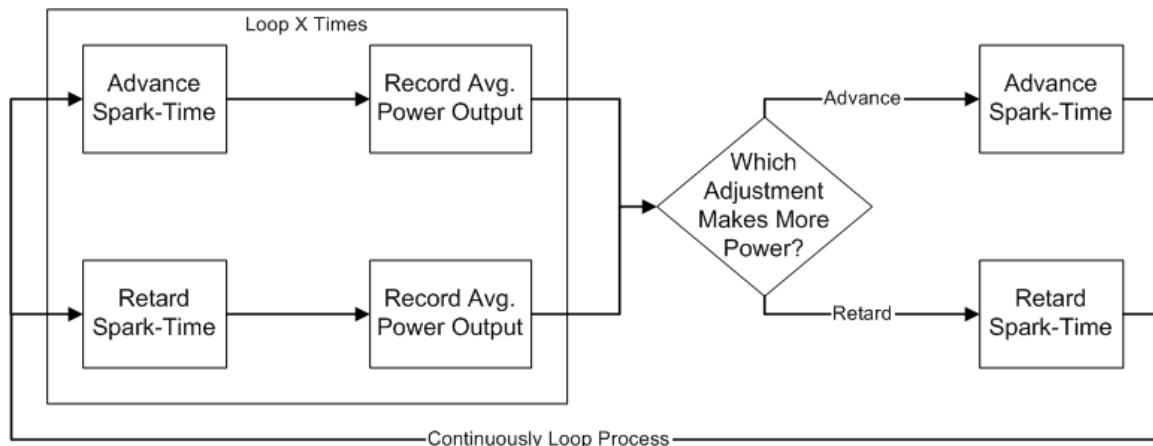 Loop X Times
Advance
Spark-Time
Record Avg.
Power Output
Retard
Spark-Time
Record Avg.
Power Output
Which
Adjustment
Makes More
Power?
Advance
Retard
Advance
Spark-Time
Retard
Spark-Time
Continuously Loop Process